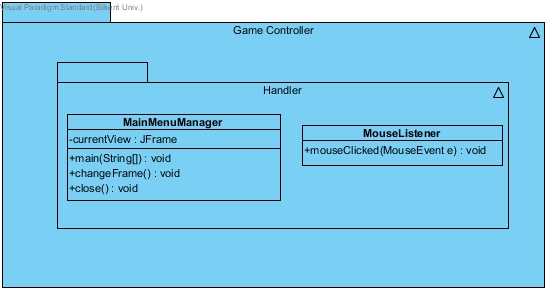 Visual Paradigm Standard(Bilkent Univ.)
Game Controller
Handler
MainMenuManager
-currentView : JFrame
+main(String[]) : void
+changeFrame() : void
+close() : void
MouseListener
+mouseClicked(MouseEvent e) : void